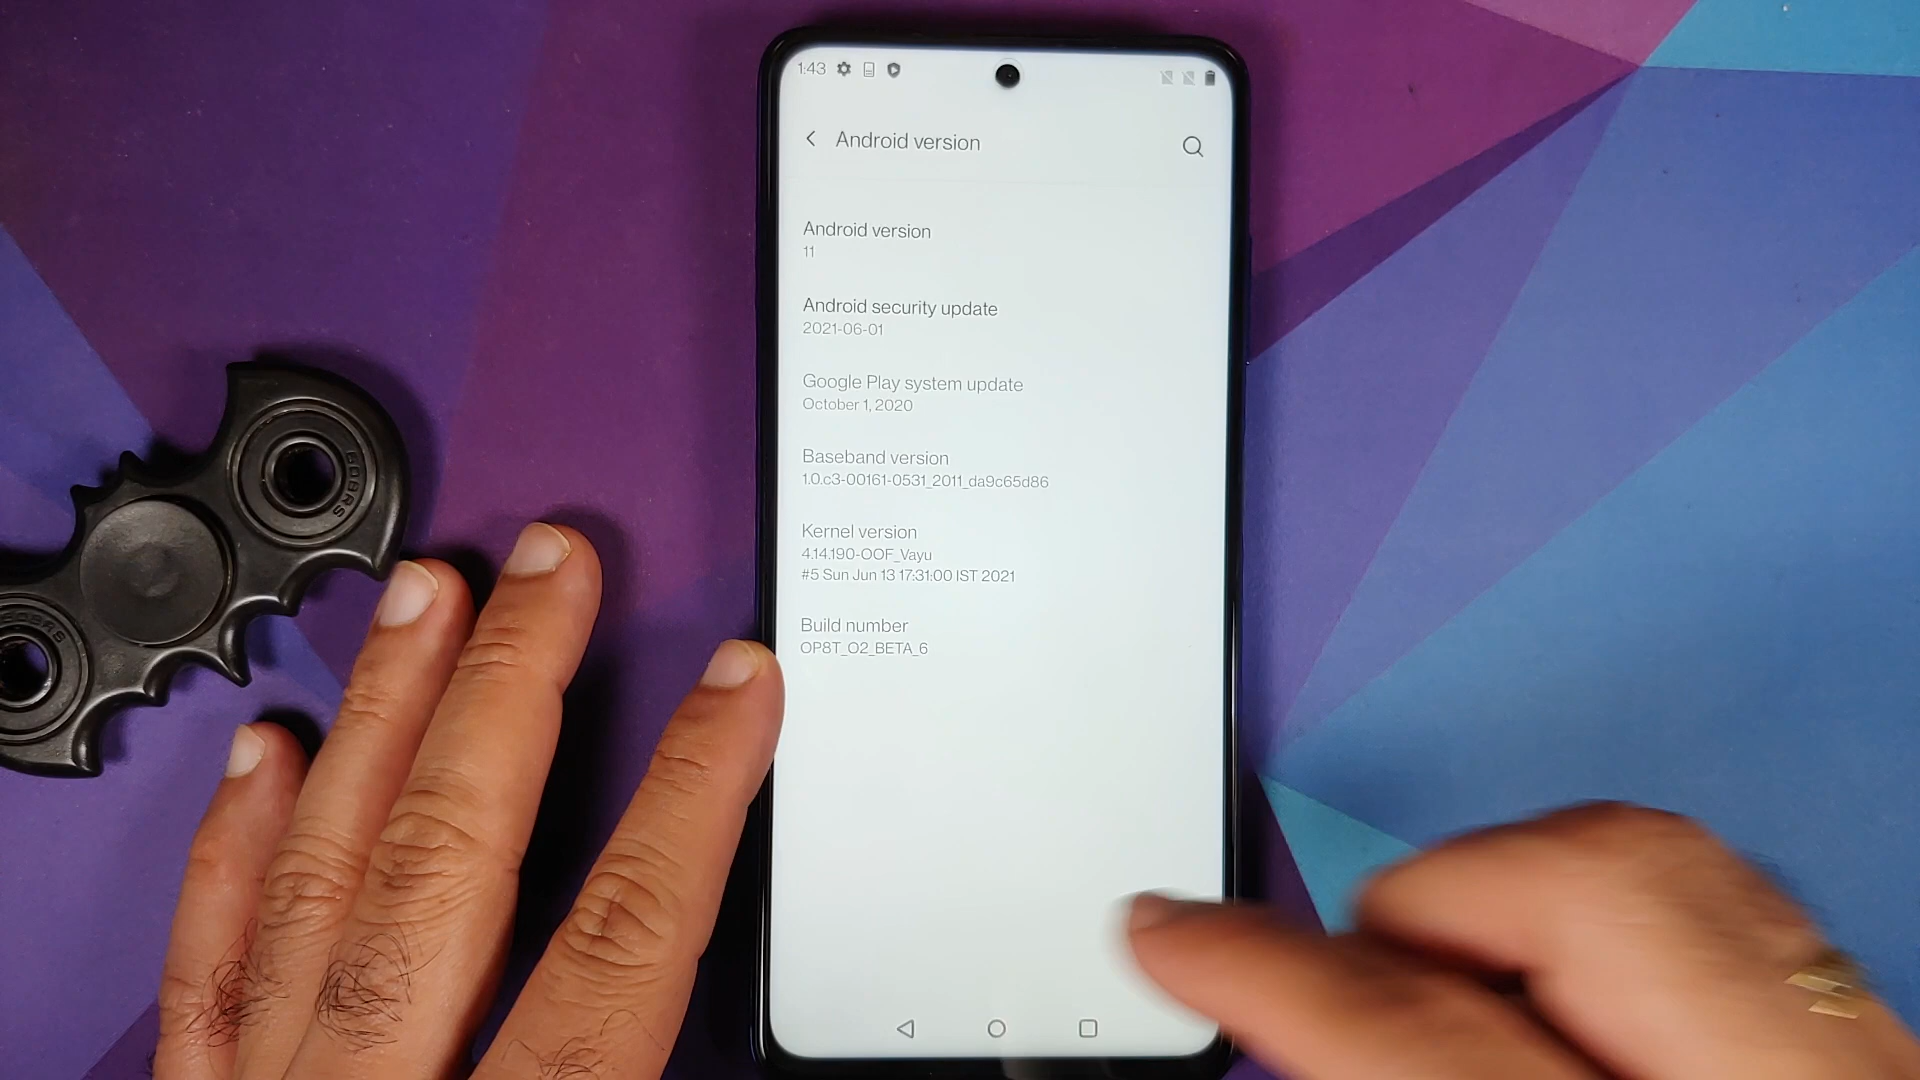 1:43
Android version
Android version
11
Android security update
2021-06-01
Google Play system update
October 1, 2020
Baseband version
1.0.c3-00161-0531_2011_da9c65d86
Kernel version
4.14.190-OOF_Vayu
#5 Sun Jun 13 17:31:00 IST 2021
Build number
OP8T_O2_BETA_6
608RS
608RS